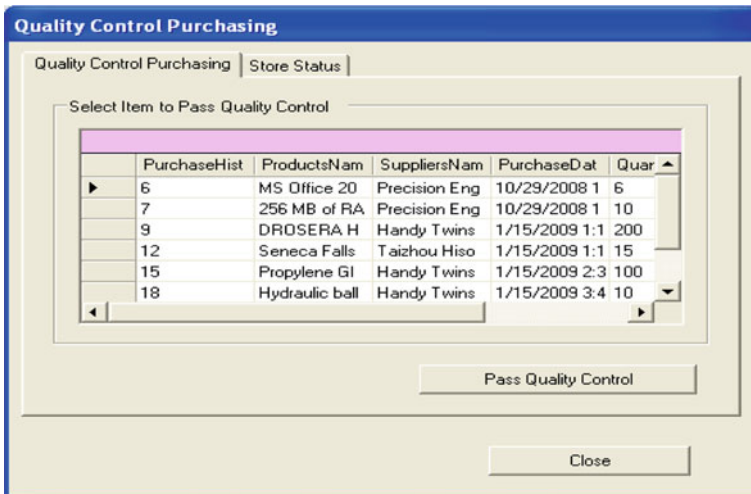 Quality Control Purchasing
Quality Control Purchasing Store Status
Select Item to Pass Quality Control
PurchaseHist ProductsNam SuppliersNam PurchaseDat Quar
6 MS Office 20 Precision Eng 10/29/2008 1 6
7 256 MB of RA Precision Eng 10/29/2008 1 10
9 DROSERA H Handy Twins 1/15/2009 1:1 200
12 Seneca Falls Taizhou Hiso 1/15/2009 1:1 15
15 Propylene Gl Handy Twins 1/15/2009 2:3 100
18 Hydraulic ball Handy Twins 1/15/2009 3:4 10
Pass Quality Control
Close